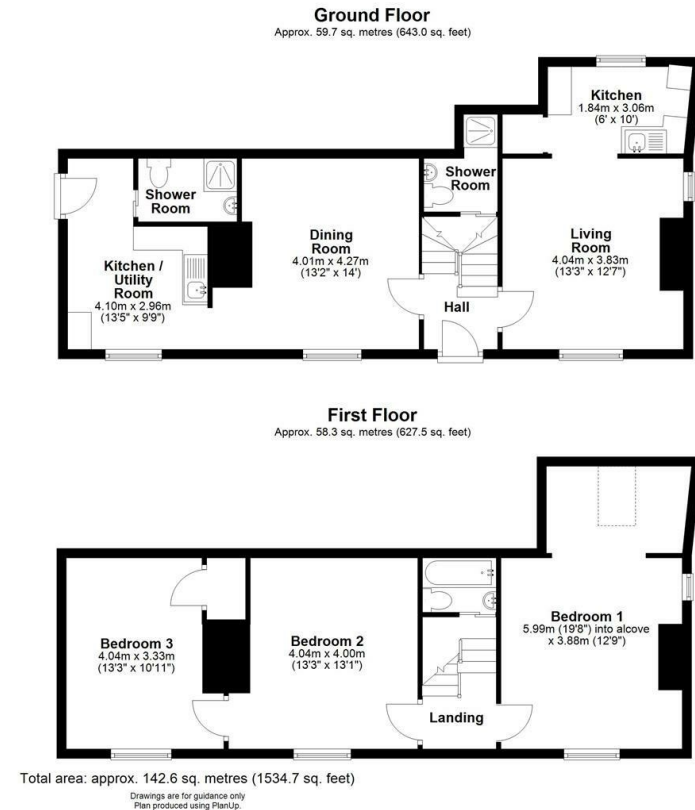 Ground Floor
Approx. 59.7 sq. metres (643.0 sq. feet)
Kitchen
1.84m x 3.06m
(6' x 10')
Shower
Room
Shower
Room
Dining
Room
4.01m x 4.27m
(13'2" x 14')
Living
Room
4.04m x 3.83m
(13'3" x 12'7")
Kitchen /
Utility
Room
4.10m x 2.96m
(13'5" x 9'9")
Hall
First Floor
Approx. 58.3 sq. metres (627.5 sq. feet)
Bedroom 1
5.99m (19'8") into alcove
x 3.88m (12'9")
Bedroom 3
4.04m x 3.33m
(13'3" x 10'11")
Bedroom 2
4.04m x 4.00m
(13'3" x 13'1")
Landing
Total area: approx. 142.6 sq. metres (1534.7 sq. feet)
Drawings are for guidance only
Plan produced using PlanUp.